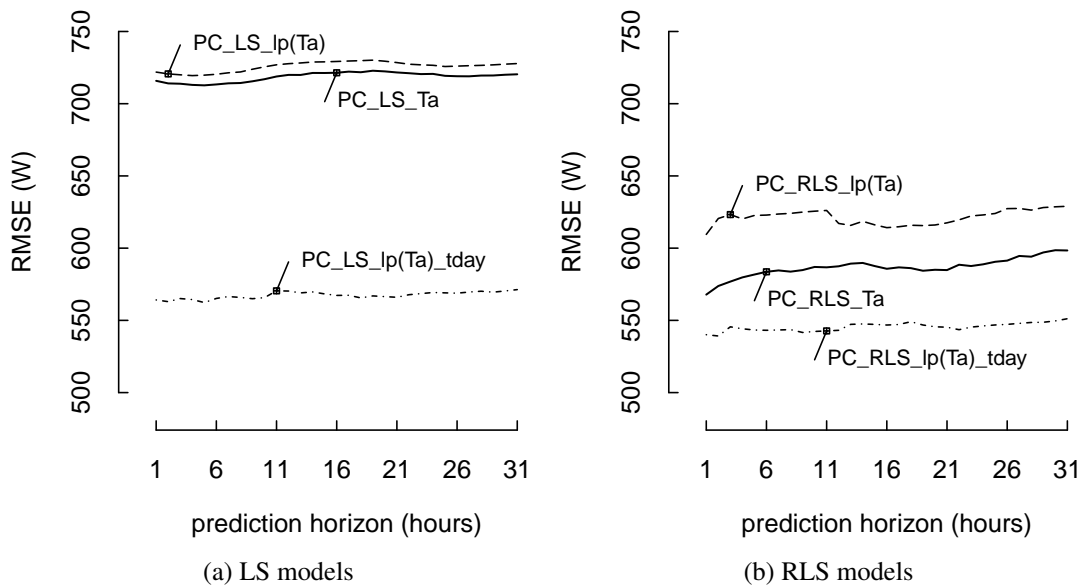 750
700
650
600
550
500
RMSE (W)
PC_LS_lp(Ta)
PC_LS_Ta
PC_LS_lp(Ta)_tday
1 6 11 16 21 26 31
prediction horizon (hours)
(a) LS models
750
700
650
600
550
500
RMSE (W)
PC_RLS_lp(Ta)
PC_RLS_Ta
PC_RLS_lp(Ta)_tday
1 6 11 16 21 26 31
prediction horizon (hours)
(b) RLS models